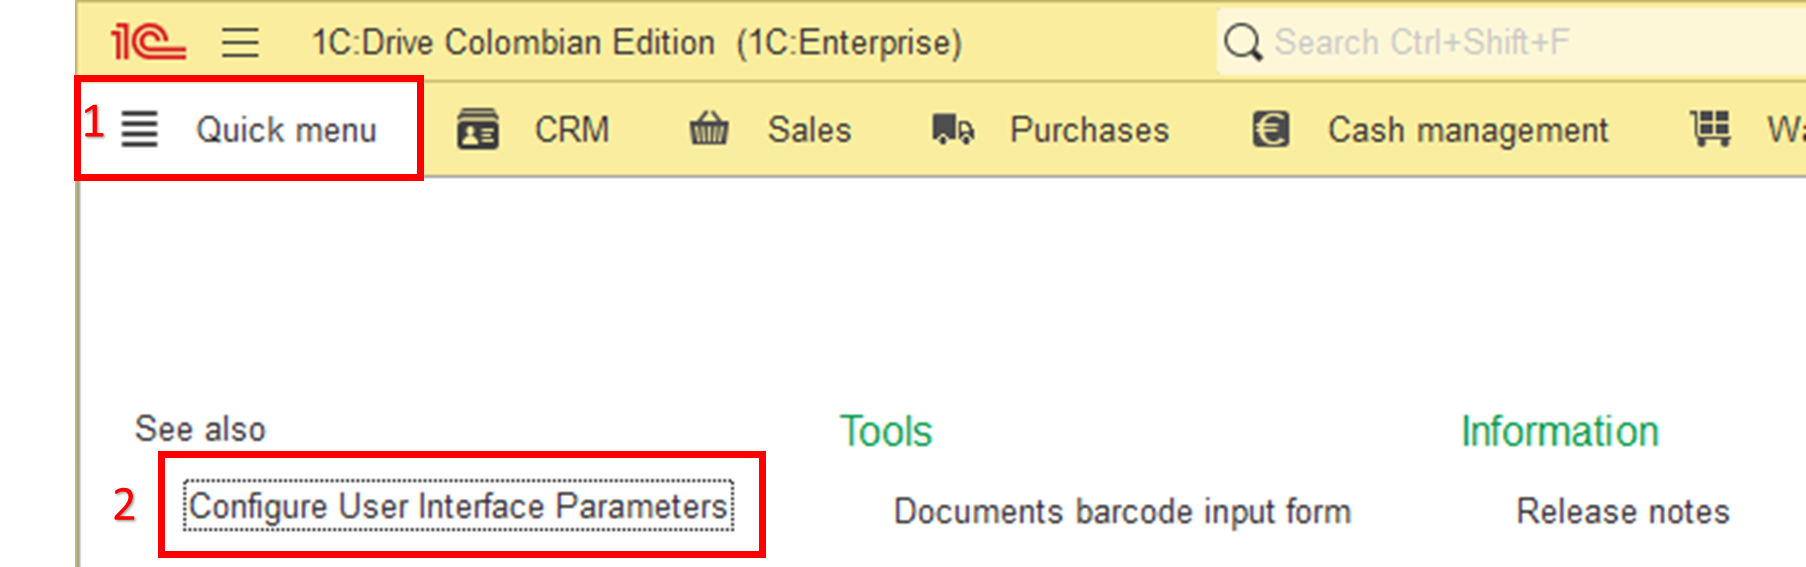 1C 1C:Drive Colombian Edition (1C:Enterprise) Search Ctrl+Shift+F
1 Quick menu CRM Sales Purchases Cash management
See also Tools Information
2 Configure User Interface Parameters Documents barcode input form Release notes